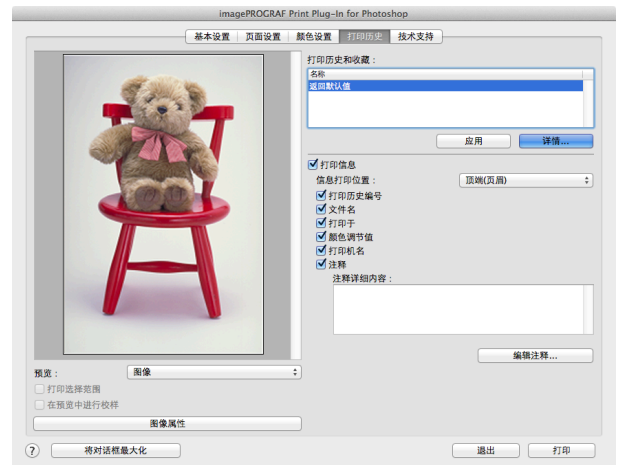 imagePROGRAF Print Plug-In for Photoshop
基本设置 页面设置 颜色设置 打印历史 技术支持
打印历史和收藏：
名称
返回默认值
应用 详情...
打印信息
信息打印位置： 顶端(页眉)
打印历史编号
文件名
打印于
颜色调节值
打印机名
注释
注释详细内容：
编辑注释...
预览： 图像
打印选择范围
在预览中进行校样
图像属性
? 将对话框最大化 退出 打印